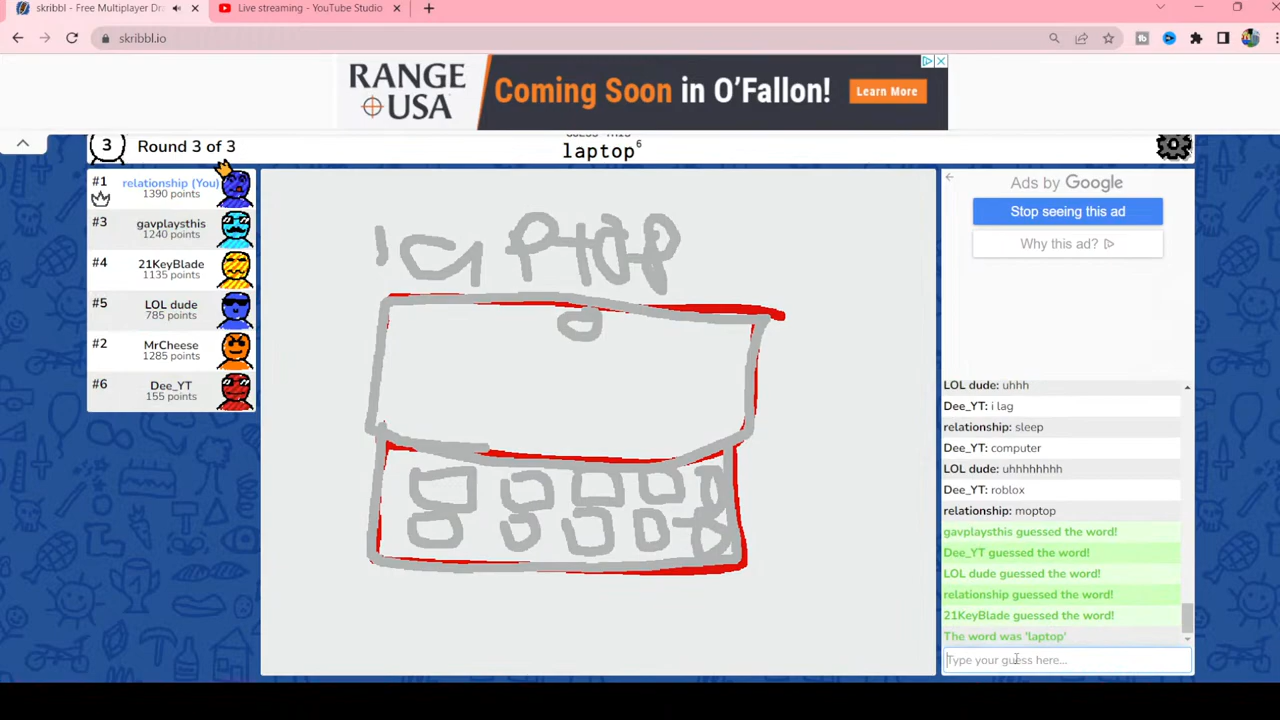 skribbl - Free Multiplayer Dra
Live streaming - YouTube Studio
skribbl.io
RANGE
USA
Coming Soon in O'Fallon!
Learn More
3
Round 3 of 3
laptop6
#1
relationship (You)
1390 points
#3
gavplaysthis
1240 points
#4
21KeyBlade
1135 points
#5
LOL dude
785 points
#2
MrCheese
1285 points
#6
Dee_YT
155 points
laptop
Ads by Google
Stop seeing this ad
Why this ad?
LOL dude: uhhh
Dee_YT: i lag
relationship: sleep
Dee_YT: computer
LOL dude: uhhhhhhhh
Dee_YT: roblox
relationship: moptop
gavplaysthis guessed the word!
Dee_YT guessed the word!
LOL dude guessed the word!
relationship guessed the word!
21KeyBlade guessed the word!
The word was 'laptop'
Type your guess here...